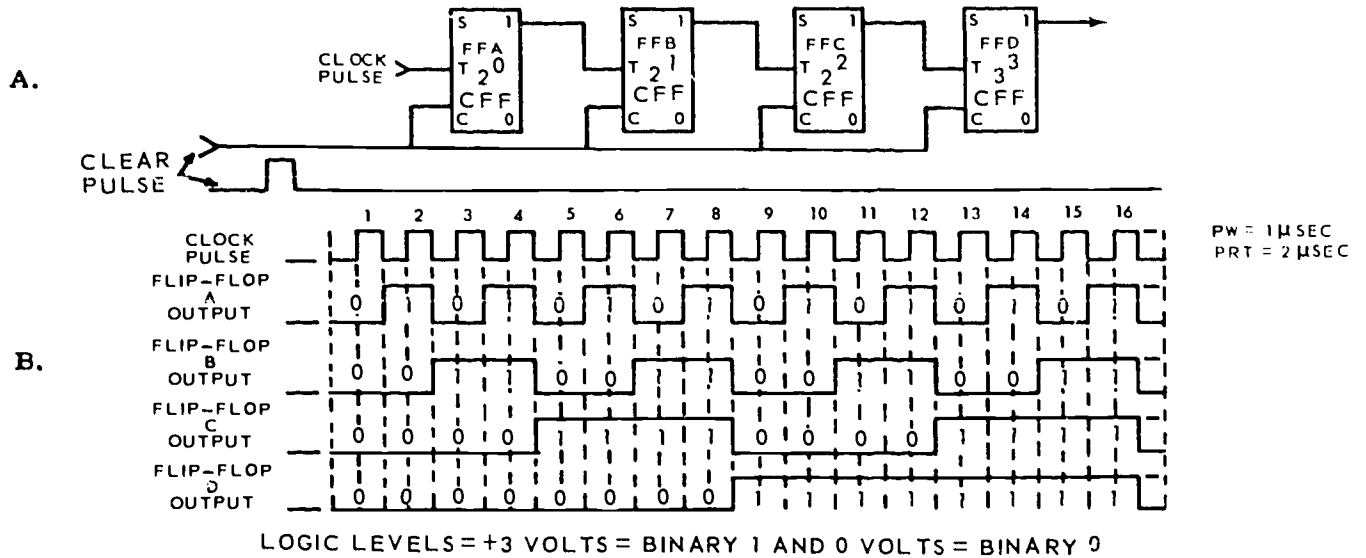 A.
S 1 S 1 S 1 S 1
FFA FFB FFC FFD
CLOCK PULSE
T 2 0 T 2 1 T 2 2 T 3 3
CFF CFF CFF CFF
C 0 C 0 C 0 C 0
CLEAR PULSE
1 2 3 4 5 6 7 8 9 10 11 12 13 14 15 16
CLOCK PULSE
PW = 1 μSEC
PRT = 2 μSEC
B.
FLIP-FLOP A OUTPUT
0 1 0 1 0 1 0 1 0 1 0 1 0 1 0 1
FLIP-FLOP B OUTPUT
0 0 1 1 0 0 1 1 0 0 1 1 0 0 1 1
FLIP-FLOP C OUTPUT
0 0 0 0 1 1 1 1 0 0 0 0 1 1 1 1
FLIP-FLOP D OUTPUT
0 0 0 0 0 0 0 0 1 1 1 1 1 1 1 1
LOGIC LEVELS = +3 VOLTS = BINARY 1 AND 0 VOLTS = BINARY 0